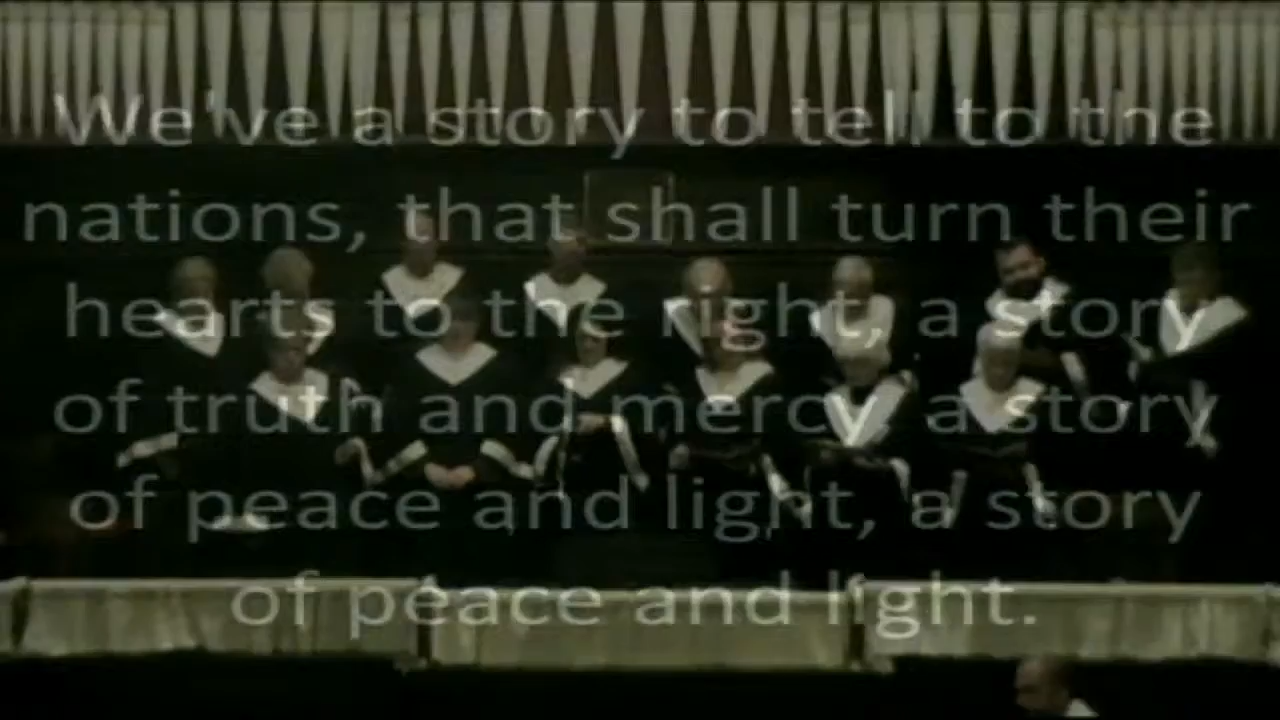 We've a story to tell to the
nations, that shall turn their
hearts to the right, a story
of truth and mercy, a story
of peace and light, a story
of peace and light.